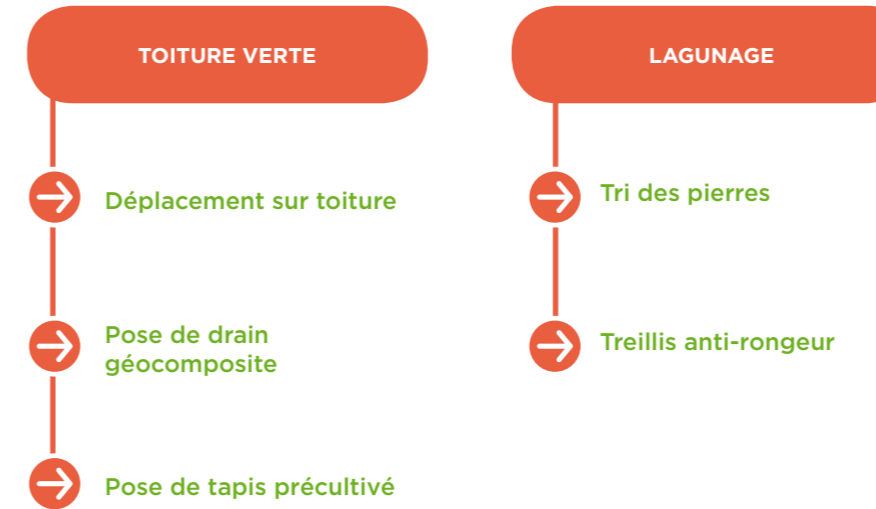 TOITURE VERTE
Déplacement sur toiture
Pose de drain
géocomposite
Pose de tapis précultivé
LAGUNAGE
Tri des pierres
Treillis anti-rongeur